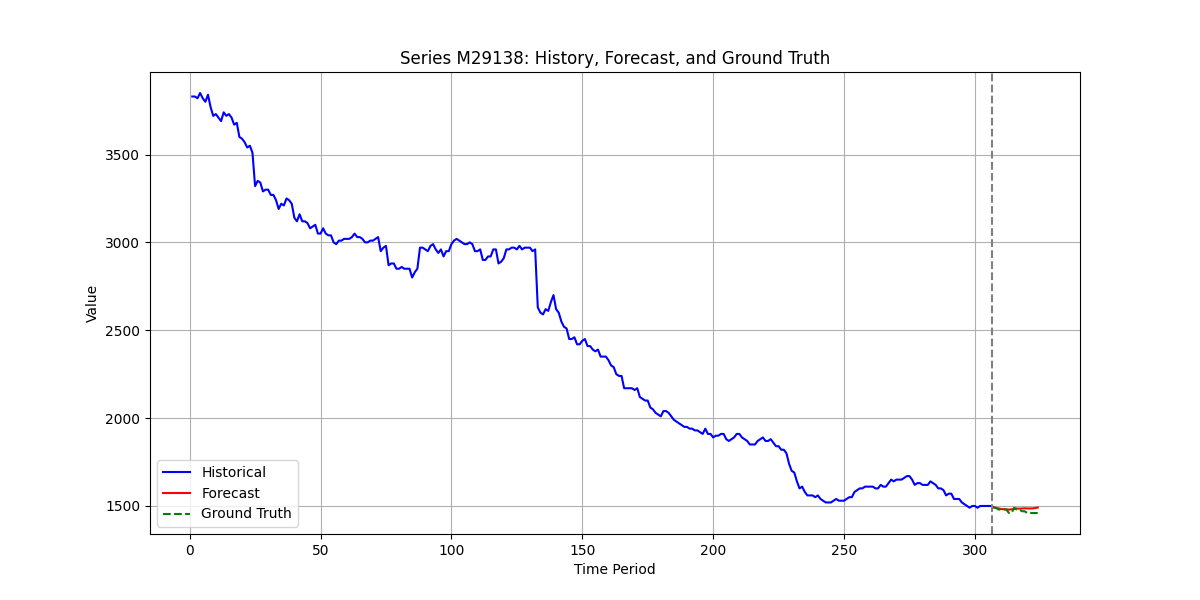 Series M29138: History, Forecast, and Ground Truth
Value
3500
3000
2500
2000
1500
Historical
Forecast
Ground Truth
0 50 100 150 200 250 300
Time Period